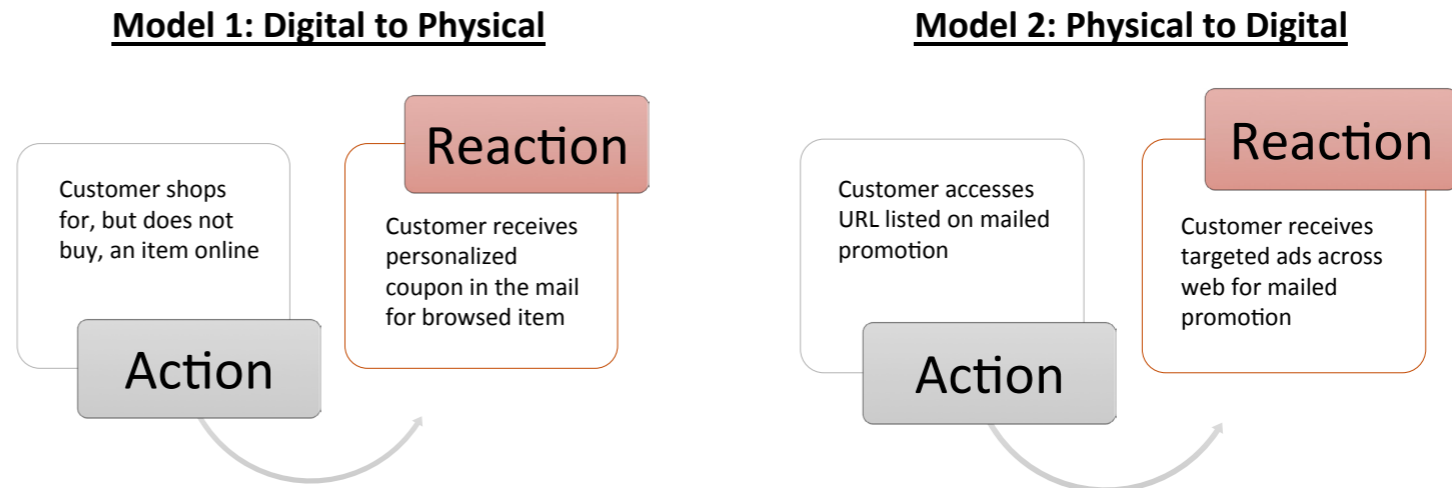 Model 1: Digital to Physical
Customer shops
for, but does not
buy, an item online
Action
Reaction
Customer receives
personalized
coupon in the mail
for browsed item
Model 2: Physical to Digital
Customer accesses
URL listed on mailed
promotion
Action
Reaction
Customer receives
targeted ads across
web for mailed
promotion